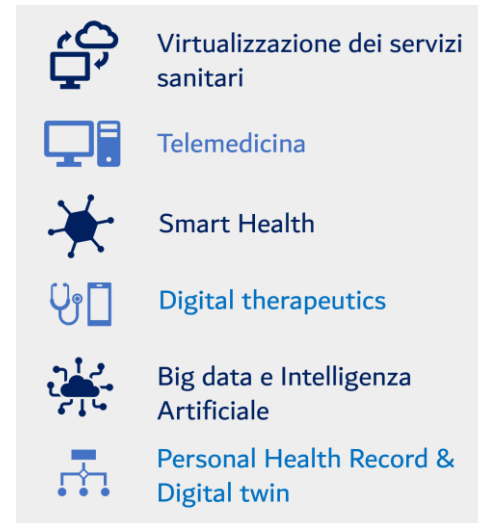 Virtualizzazione dei servizi
sanitari
Telemedicina
Smart Health
Digital therapeutics
Big data e Intelligenza
Artificiale
Personal Health Record &
Digital twin